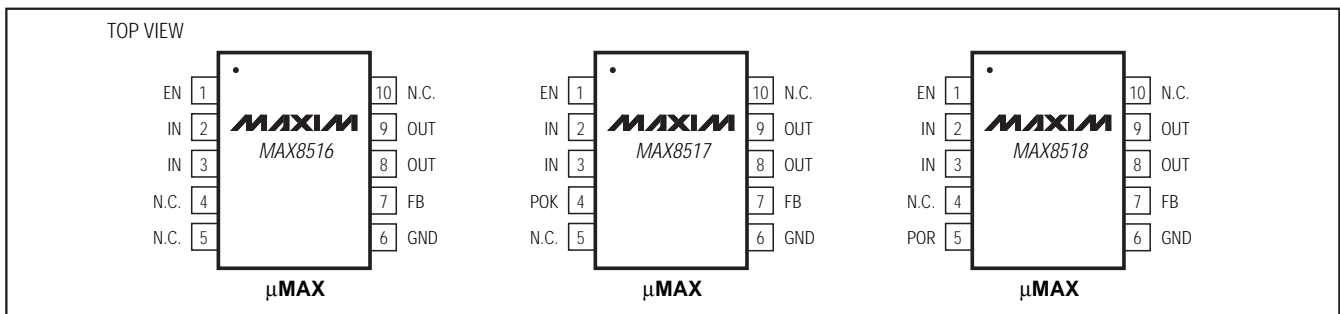 TOP VIEW
EN 1 10 N.C.
IN 2 MAXIM 9 OUT
MAX8516
IN 3 8 OUT
N.C. 4 7 FB
N.C. 5 6 GND
µMAX
EN 1 10 N.C.
IN 2 MAXIM 9 OUT
MAX8517
IN 3 8 OUT
POK 4 7 FB
N.C. 5 6 GND
µMAX
EN 1 10 N.C.
IN 2 MAXIM 9 OUT
MAX8518
IN 3 8 OUT
N.C. 4 7 FB
POR 5 6 GND
µMAX